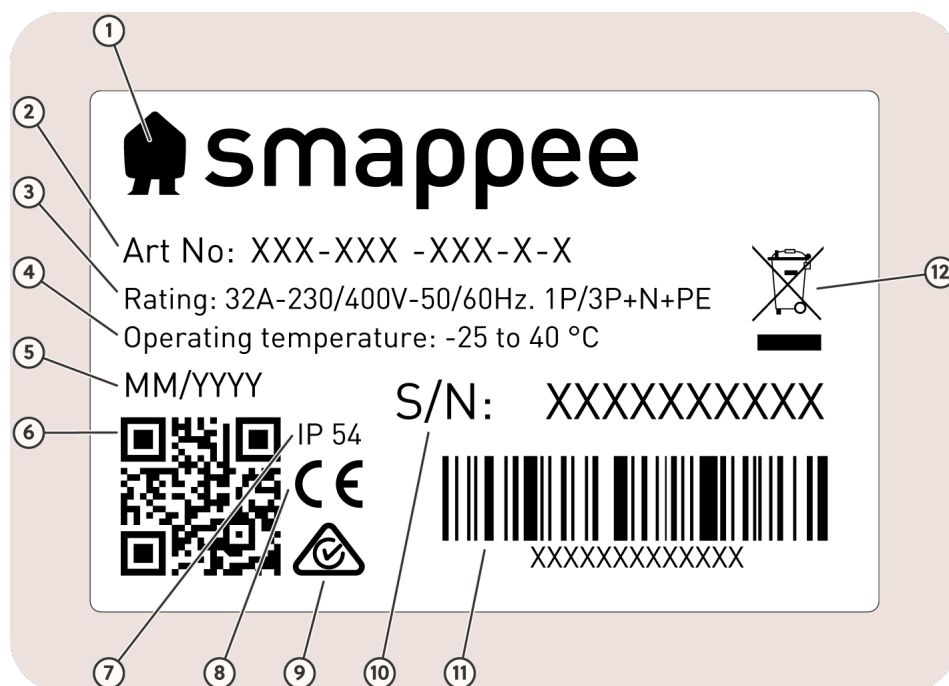 1
smappee
2
Art No: XXX-XXX -XXX-X-X
3
Rating: 32A-230/400V-50/60Hz. 1P/3P+N+PE
4
Operating temperature: -25 to 40 °C
12
5
MM/YYYY
S/N: XXXXXXXXXX
6
IP 54
CE
XXXXXXXXXXXXX
7 8 9 10 11